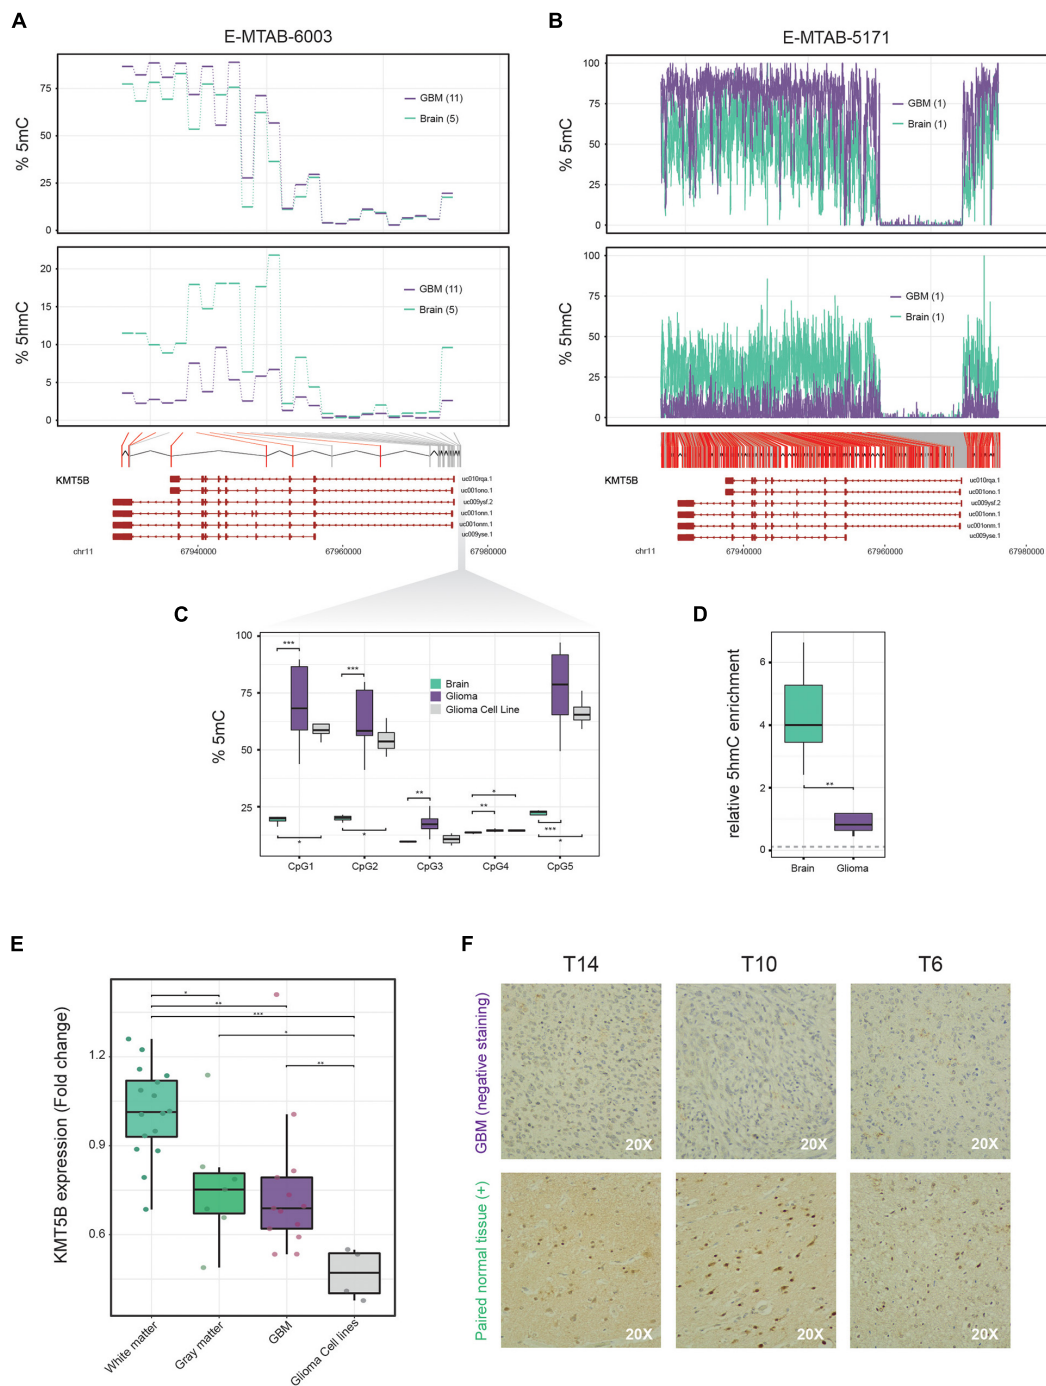 A
E-MTAB-6003
% 5mC
75
50
25
0
GBM (11)
Brain (5)
% 5hmC
20
15
10
5
0
GBM (11)
Brain (5)
KMT5B
uc010rqa.1
uc001ono.1
uc009ysf.2
uc001onn.1
uc001onm.1
uc009yse.1
chr11
67940000
67960000
67980000
B
E-MTAB-5171
% 5mC
100
75
50
25
0
GBM (1)
Brain (1)
% 5hmC
100
75
50
25
0
GBM (1)
Brain (1)
KMT5B
uc010rqa.1
uc001ono.1
uc009ysf.2
uc001onn.1
uc001onm.1
uc009yse.1
chr11
67940000
67960000
67980000
C
% 5mC
100
75
50
25
Brain
Glioma
Glioma Cell Line
***
***
**
*
**
*
*
***
*
CpG1
CpG2
CpG3
CpG4
CpG5
D
relative 5hmC enrichment
6
4
2
0
**
Brain
Glioma
E
KMT5B expression (Fold change)
1.2
0.9
0.6
*
**
***
*
**
White matter
Gray matter
GBM
Glioma Cell lines
F
T14
T10
T6
GBM (negative staining)
20X
20X
20X
Paired normal tissue (+)
20X
20X
20X